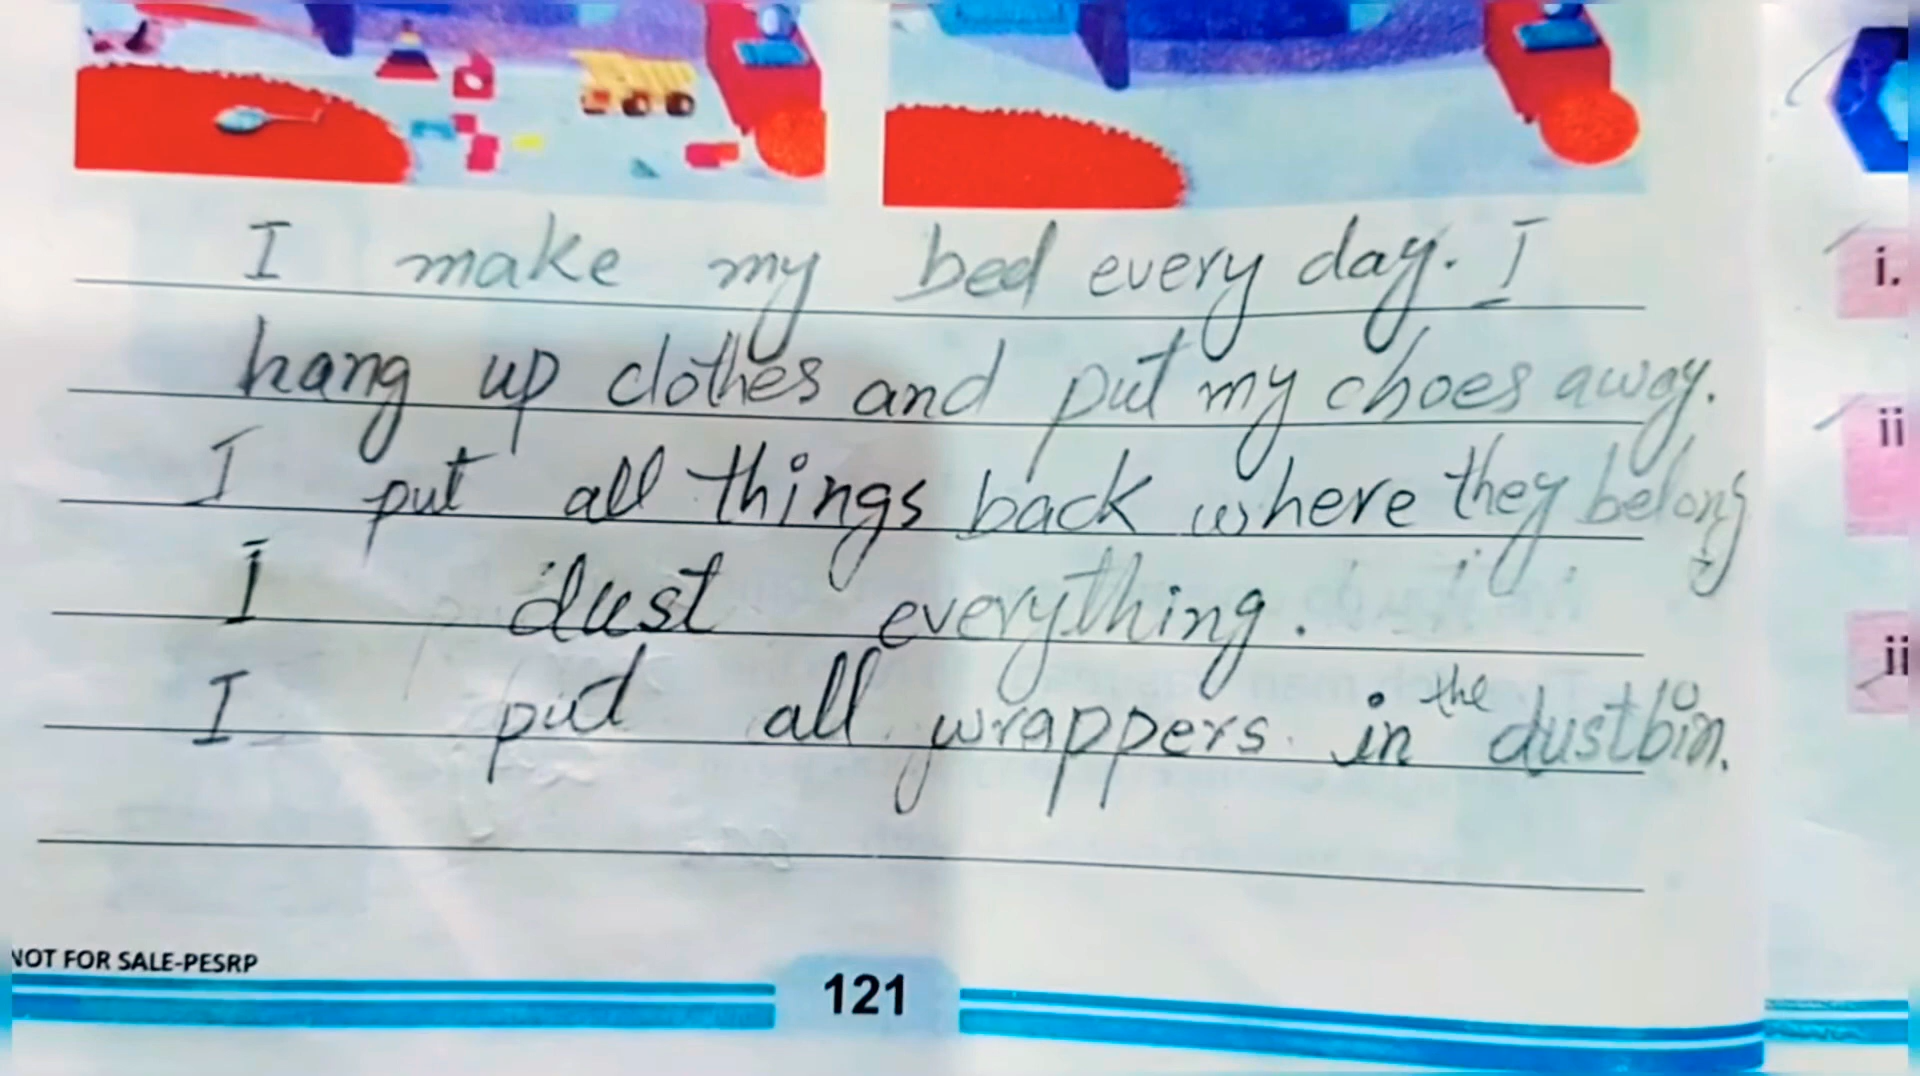 I make my bed every day. I
hang up clothes and put my choes away.
I put all things back where they belong
I dust everything.
I put all wrappers in the dustbin.
NOT FOR SALE-PESRP
121
i.
ii
ii